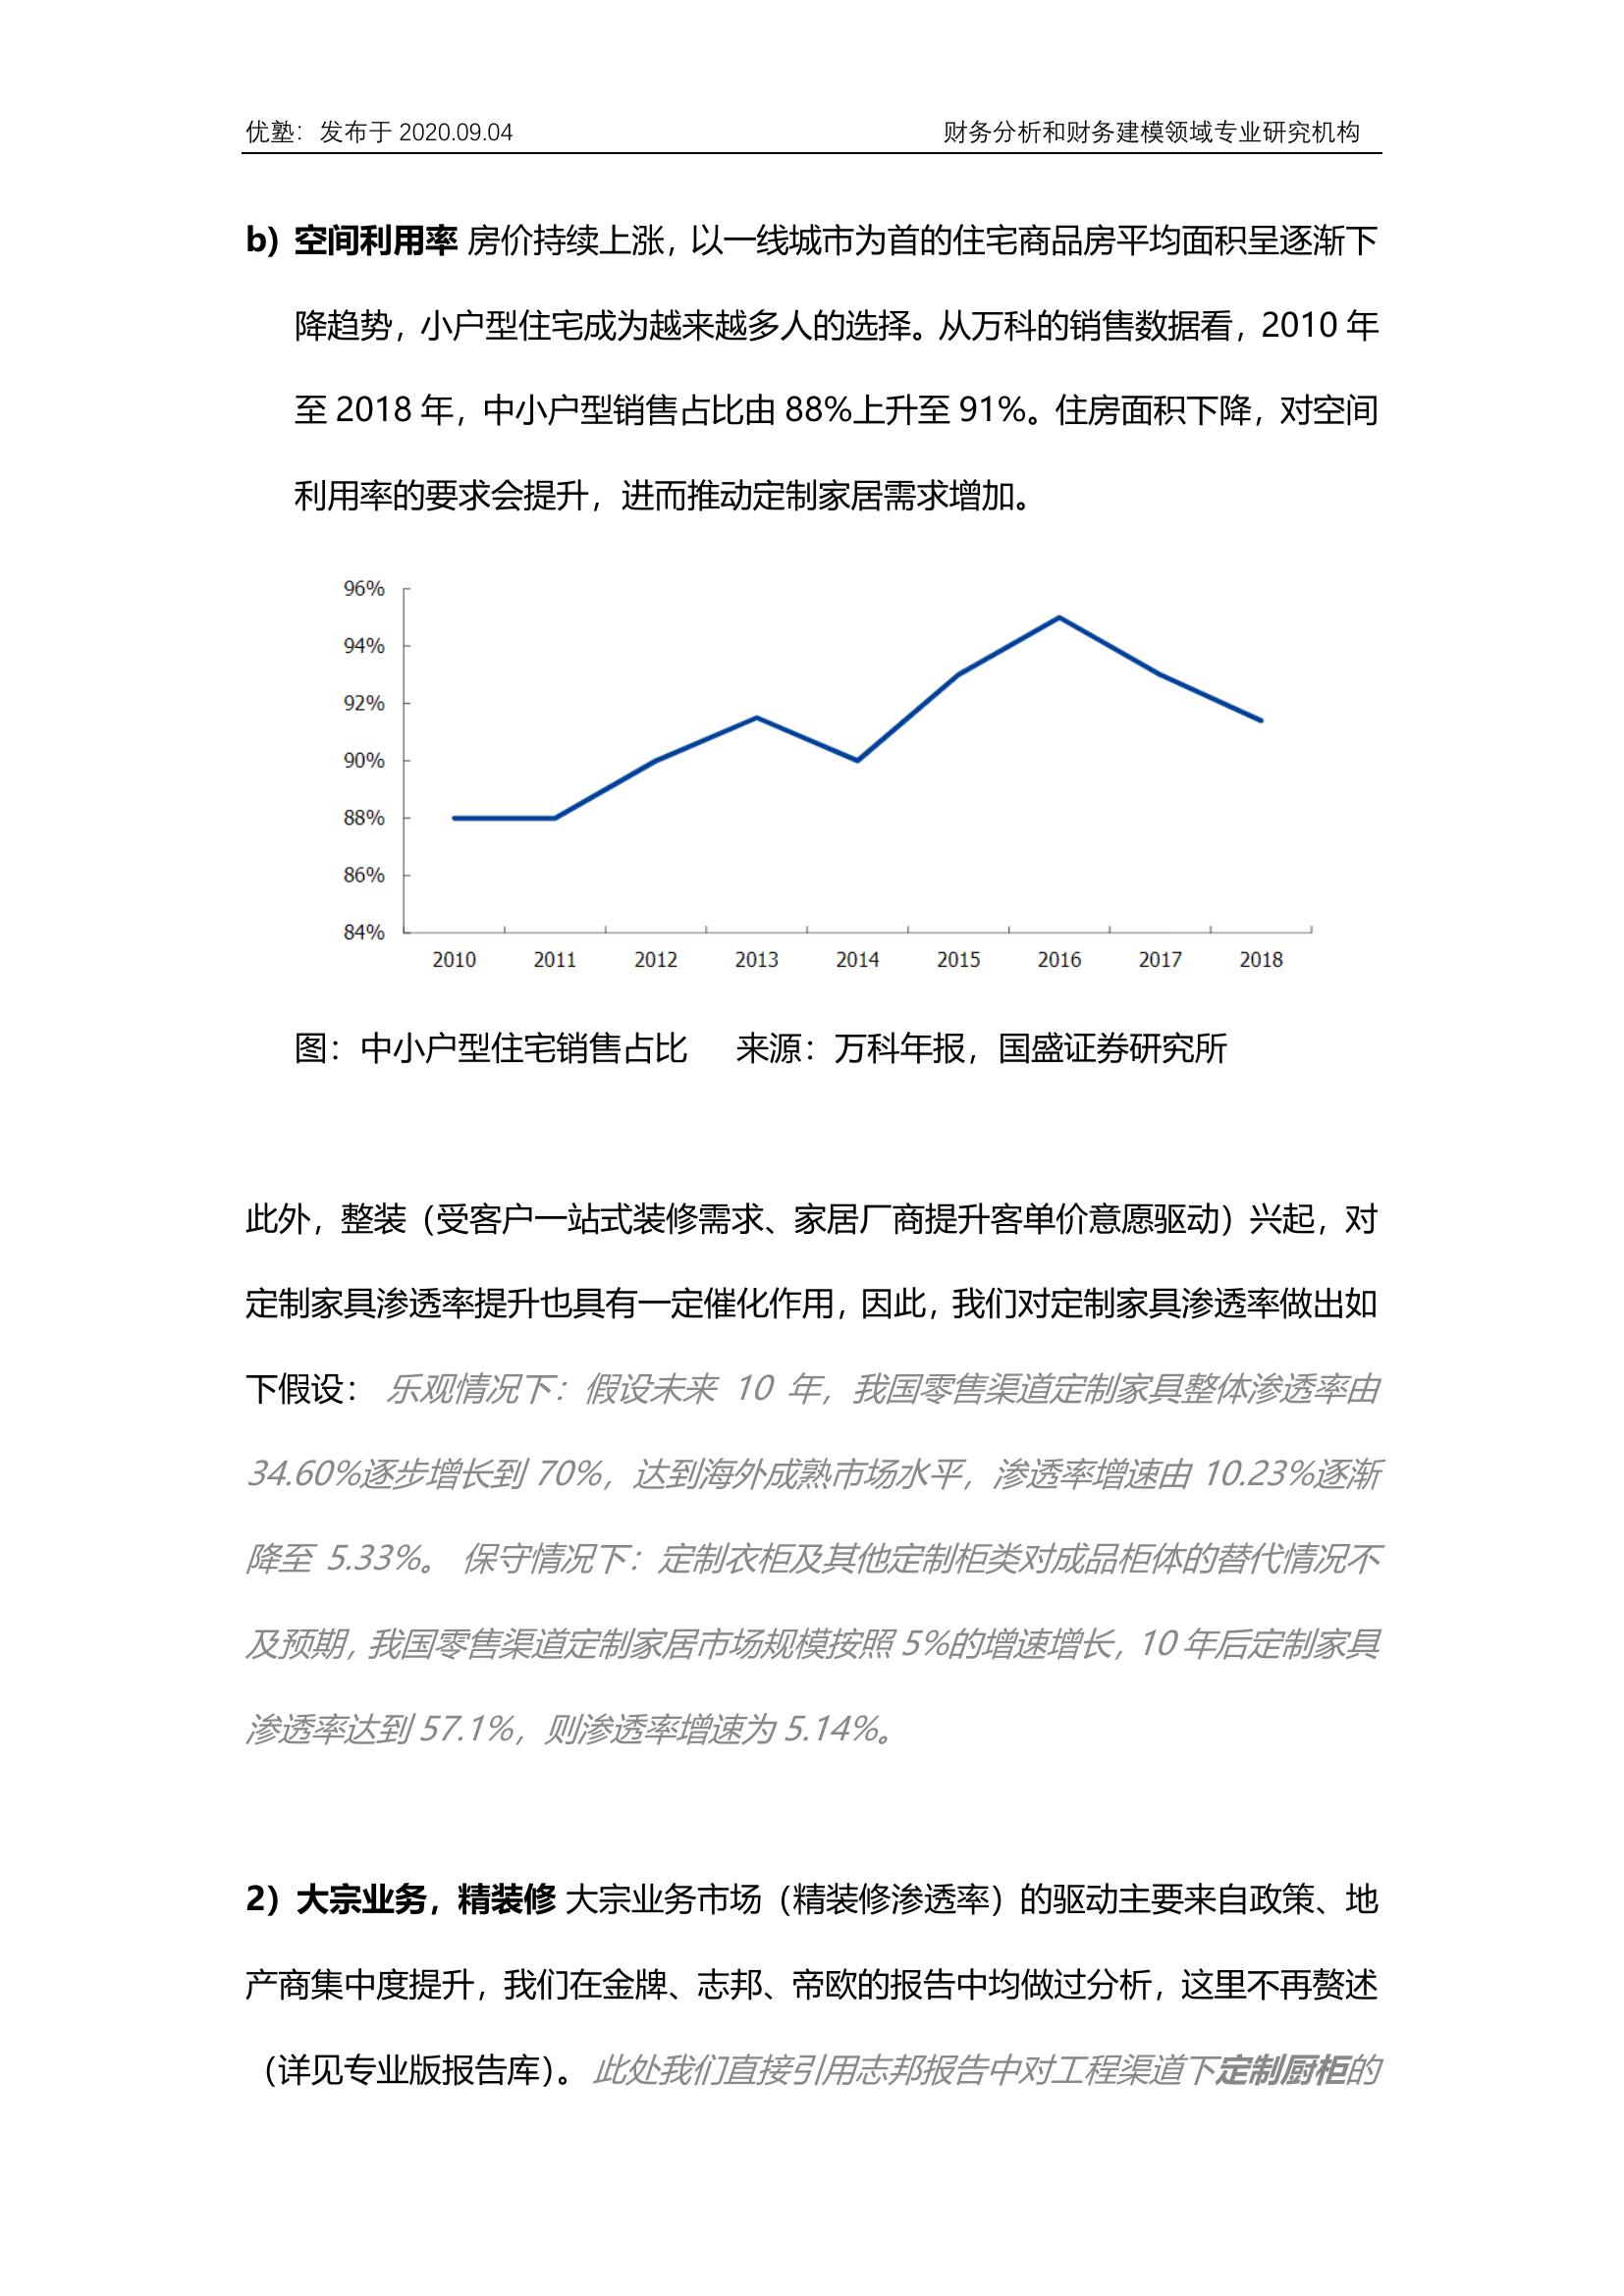 优塾：发布于 2020.09.04 财务分析和财务建模领域专业研究机构
b) 空间利用率 房价持续上涨，以一线城市为首的住宅商品房平均面积呈逐渐下
降趋势，小户型住宅成为越来越多人的选择。从万科的销售数据看，2010 年
至 2018 年，中小户型销售占比由 88%上升至 91%。住房面积下降，对空间
利用率的要求会提升，进而推动定制家居需求增加。
96%
94%
92%
90%
88%
86%
84%
2010 2011 2012 2013 2014 2015 2016 2017 2018
图：中小户型住宅销售占比 来源：万科年报，国盛证券研究所
此外，整装（受客户一站式装修需求、家居厂商提升客单价意愿驱动）兴起，对
定制家具渗透率提升也具有一定催化作用，因此，我们对定制家具渗透率做出如
下假设： 乐观情况下：假设未来 10 年，我国零售渠道定制家具整体渗透率由
34.60%逐步增长到 70%，达到海外成熟市场水平，渗透率增速由 10.23%逐渐
降至 5.33%。 保守情况下：定制衣柜及其他定制柜类对成品柜体的替代情况不
及预期，我国零售渠道定制家居市场规模按照 5%的增速增长，10 年后定制家具
渗透率达到 57.1%，则渗透率增速为 5.14%。
2）大宗业务，精装修 大宗业务市场（精装修渗透率）的驱动主要来自政策、地
产商集中度提升，我们在金牌、志邦、帝欧的报告中均做过分析，这里不再赘述
（详见专业版报告库）。 此处我们直接引用志邦报告中对工程渠道下定制厨柜的